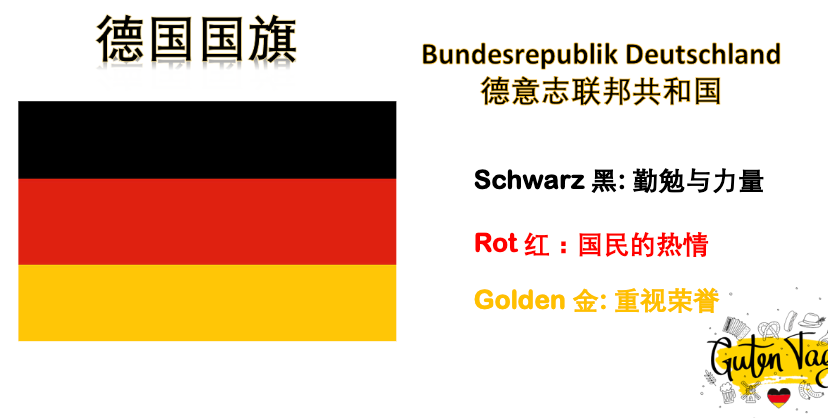 德国国旗
Bundesrepublik Deutschland
德意志联邦共和国
Schwarz 黑: 勤勉与力量
Rot 红：国民的热情
Golden 金: 重视荣誉
Guten Tag